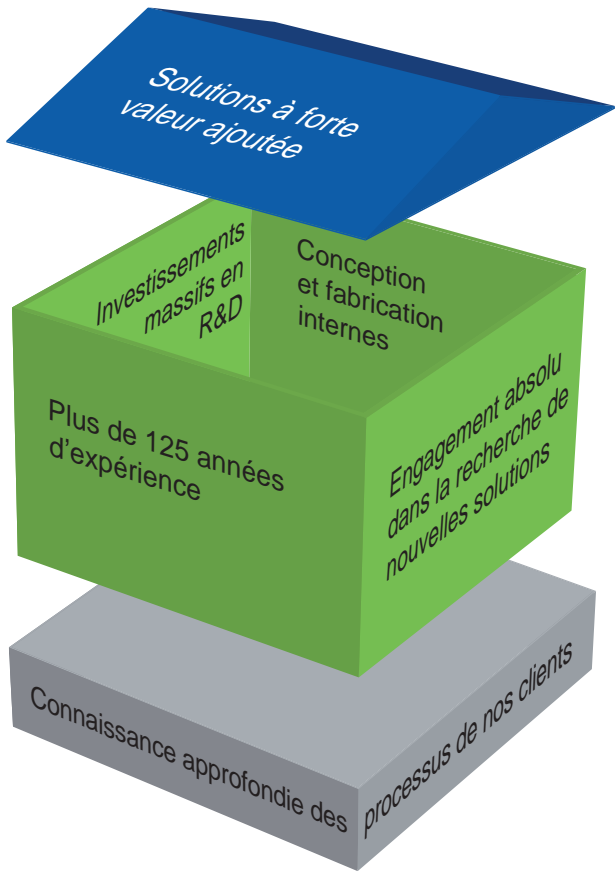 Solutions à forte
valeur ajoutée
Investissements
massifs en
R&D
Conception
et fabrication
internes
Plus de 125 années
d’expérience
Engagement absolu
dans la recherche de
nouvelles solutions
Connaissance approfondie des processus de nos clients